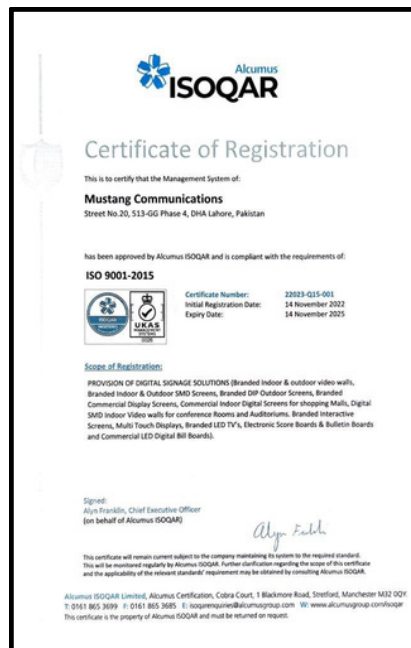 Alcumus
ISOQAR
Certificate of Registration
This is to certify that the Management System of:
Mustang Communications
Street No.20, 513-GG Phase 4, DHA Lahore, Pakistan
has been approved by Alcumus ISOQAR and is compliant with the requirements of:
ISO 9001-2015
ISOQAR
REGISTERED
UKAS
MANAGEMENT
SYSTEMS
0026
Certificate Number: 22023-Q15-001
Initial Registration Date: 14 November 2022
Expiry Date: 14 November 2025
Scope of Registration:
PROVISION OF DIGITAL SIGNAGE SOLUTIONS (Branded Indoor & outdoor video walls,
Branded Indoor & Outdoor SMD Screens, Branded DIP Outdoor Screens, Branded
Commercial Display Screens, Commercial Indoor Digital Screens for shopping Malls, Digital
SMD Indoor Video walls for conference Rooms and Auditoriums. Branded Interactive
Screens, Multi Touch Displays, Branded LED TV's, Electronic Score Boards & Bulletin Boards
and Commercial LED Digital Bill Boards).
Signed:
Alyn Franklin, Chief Executive Officer
(on behalf of Alcumus ISOQAR)
This certificate will remain current subject to the company maintaining its system to the required standard.
This will be monitored regularly by Alcumus ISOQAR. Further clarification regarding the scope of this certificate
and the applicability of the relevant standards' requirement may be obtained by consulting Alcumus ISOQAR.
Alcumus ISOQAR Limited, Alcumus Certification, Cobra Court, 1 Blackmore Road, Stretford, Manchester M32 0QY.
T: 0161 865 3699 F: 0161 865 3685 E: isoqarenquiries@alcumusgroup.com W: www.alcumusgroup.com/isoqar
This certificate is the property of Alcumus ISOQAR and must be returned on request.